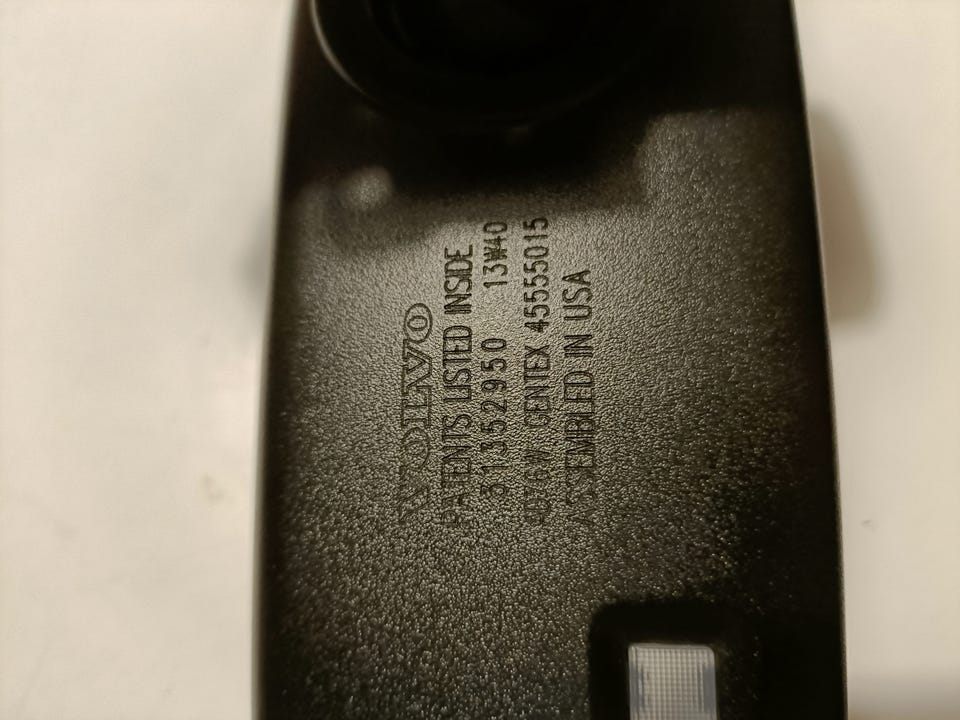 VOLVO
PATENTS LISTED INSIDE
31352950 13W40
GENTEX 45555015
ASSEMBLED IN USA